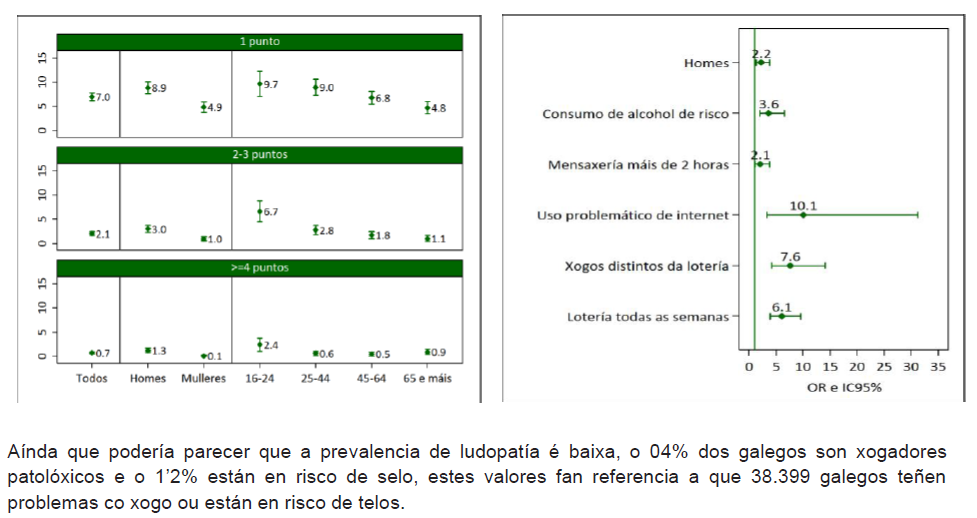 1 punto
15
10
5
0
7.0
8.9
4.9
9.7
9.0
6.8
4.8
2-3 puntos
15
10
5
0
2.1
3.0
1.0
6.7
2.8
1.8
1.1
>=4 puntos
15
10
5
0
0.7
1.3
0.1
2.4
0.6
0.5
0.9
Todos Homes Mulleres 16-24 25-44 45-64 65 e máis
Homes 2.2
Consumo de alcohol de risco 3.6
Mensaxería máis de 2 horas 2.1
Uso problemático de internet 10.1
Xogos distintos da lotería 7.6
Lotería todas as semanas 6.1
0 5 10 15 20 25 30 35
OR e IC95%
Aínda que podería parecer que a prevalencia de ludopatía é baixa, o 04% dos galegos son xogadores
patolóxicos e o 1’2% están en risco de selo, estes valores fan referencia a que 38.399 galegos teñen
problemas co xogo ou están en risco de telos.